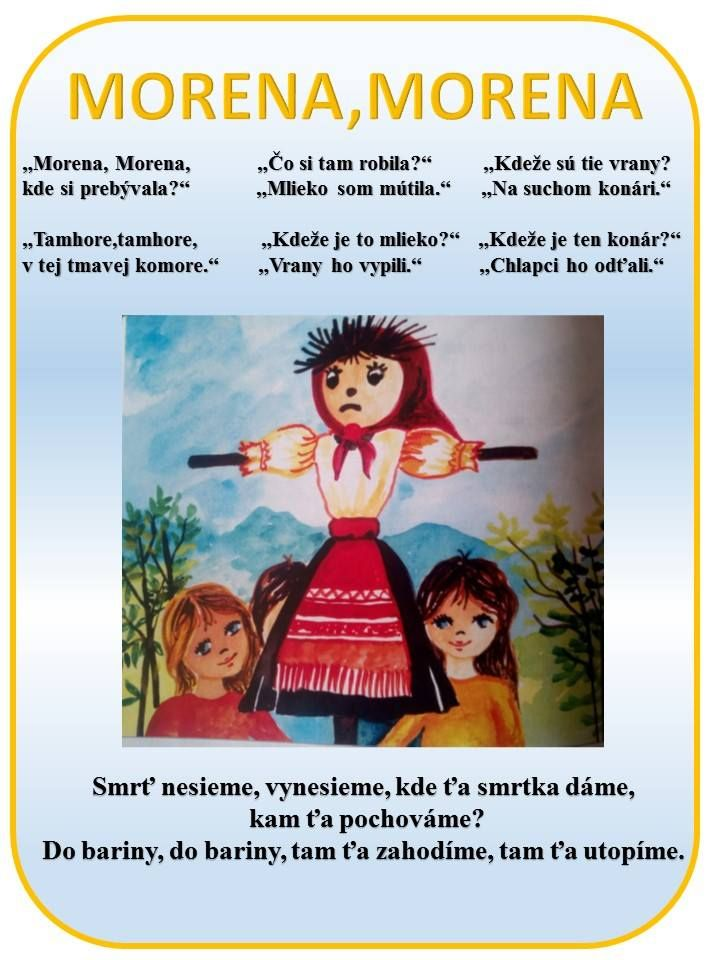 MORENA,MORENA
„Morena, Morena,
kde si prebývala?“
„Tamhore,tamhore,
v tej tmavej komore.“
„Čo si tam robila?“
„Mlieko som mútila.“
„Kdeže je to mlieko?“
„Vrany ho vypili.“
„Kdeže sú tie vrany?
„Na suchom konári.“
„Kdeže je ten konár?“
„Chlapci ho odťali.“
Smrť nesieme, vynesieme, kde ťa smrtka dáme,
kam ťa pochováme?
Do bariny, do bariny, tam ťa zahodíme, tam ťa utopíme.